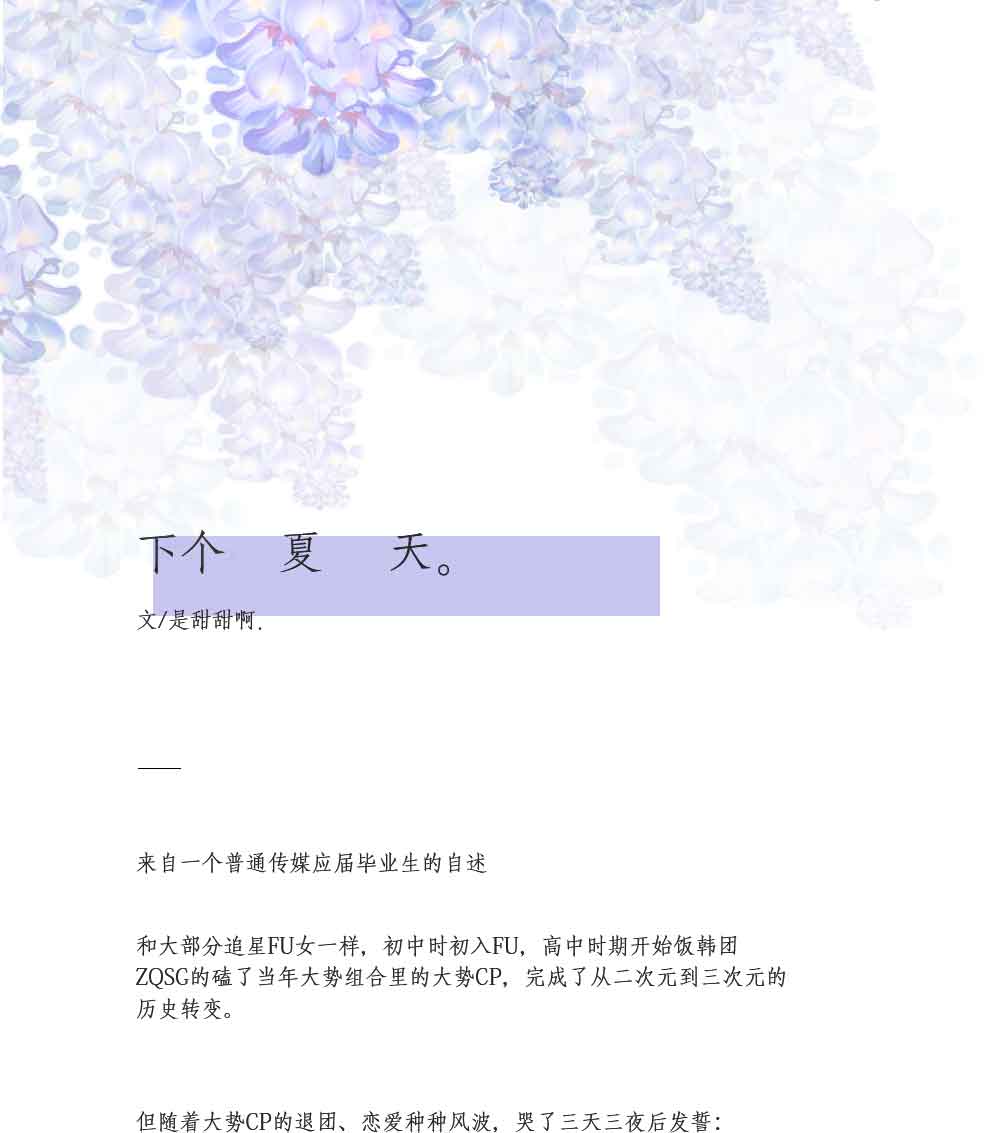 下个 夏 天。
文/是甜甜啊.
来自一个普通传媒应届毕业生的自述
和大部分追星FU女一样，初中时初入FU，高中时期开始饭韩团
ZQSG的磕了当年大势组合里的大势CP，完成了从二次元到三次元的
历史转变。
但随着大势CP的退团、恋爱种种风波，哭了三天三夜后发誓：